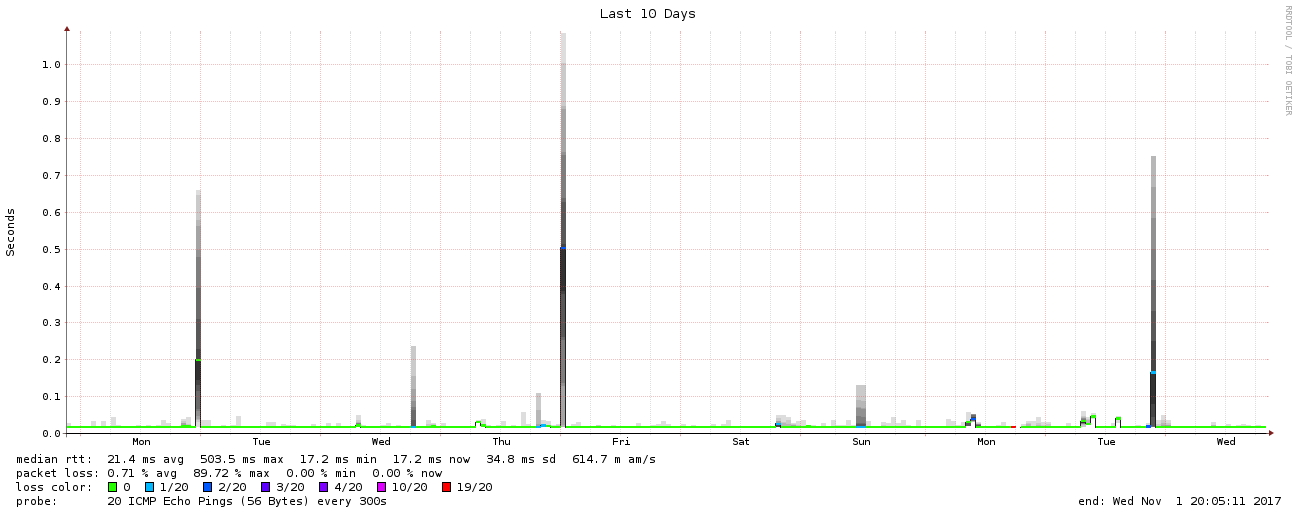 Last 10 Days
RRDTOOL / TOBI OETIKER
Seconds
1.0
0.9
0.8
0.7
0.6
0.5
0.4
0.3
0.2
0.1
0.0
Mon Tue Wed Thu Fri Sat Sun Mon Tue Wed
median rtt: 21.4 ms avg 503.5 ms max 17.2 ms min 17.2 ms now 34.8 ms sd 614.7 m am/s
packet loss: 0.71 % avg 89.72 % max 0.00 % min 0.00 % now
loss color: 0 1/20 2/20 3/20 4/20 10/20 19/20
probe: 20 ICMP Echo Pings (56 Bytes) every 300s end: Wed Nov 1 20:05:11 2017